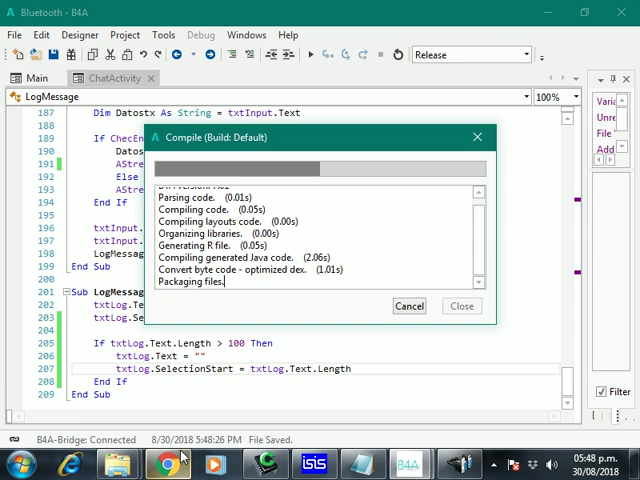 Bluetooth - B4A
File Edit Designer Project Tools Debug Windows Help
Release
Main ChatActivity
LogMessage 100%
187 Dim Datostx As String = txtInput.Text
188
189 If ChecEn
190 Datos
191 AStre
Else
193 AStre
194 End If
196 txtInput.
197 txtInput.
198 LogMess
199 End Sub
200
201 Sub LogMessage
202 txtLog.Te
203 txtLog.Se
205 If txtLog.Text.Length > 100 Then
206 txtLog.Text = ""
207 txtLog.SelectionStart = txtLog.Text.Length
208 End If
209 End Sub
Compile (Build: Default)
Parsing code. (0.01s)
Compiling code. (0.05s)
Compiling layouts code. (0.00s)
Organizing libraries. (0.00s)
Generating R file. (0.05s)
Compiling generated Java code. (2.06s)
Convert byte code - optimized dex. (1.01s)
Packaging files.
Cancel Close
Varia
Unre
File
Add
Filter
B4A-Bridge: Connected 8/30/2018 5:48:26 PM File Saved.
isis
B4A
05:48 p.m.
30/08/2018